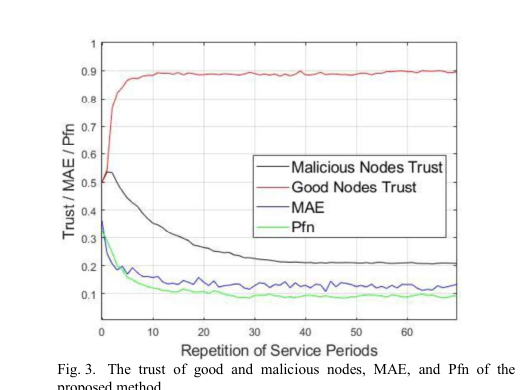 1
0.9
0.8
0.7
0.6
0.5
0.4
0.3
0.2
0.1
Trust / MAE / Pfn
Malicious Nodes Trust
Good Nodes Trust
MAE
Pfn
0 10 20 30 40 50 60
Repetition of Service Periods
Fig. 3. The trust of good and malicious nodes, MAE, and Pfn of the
proposed method